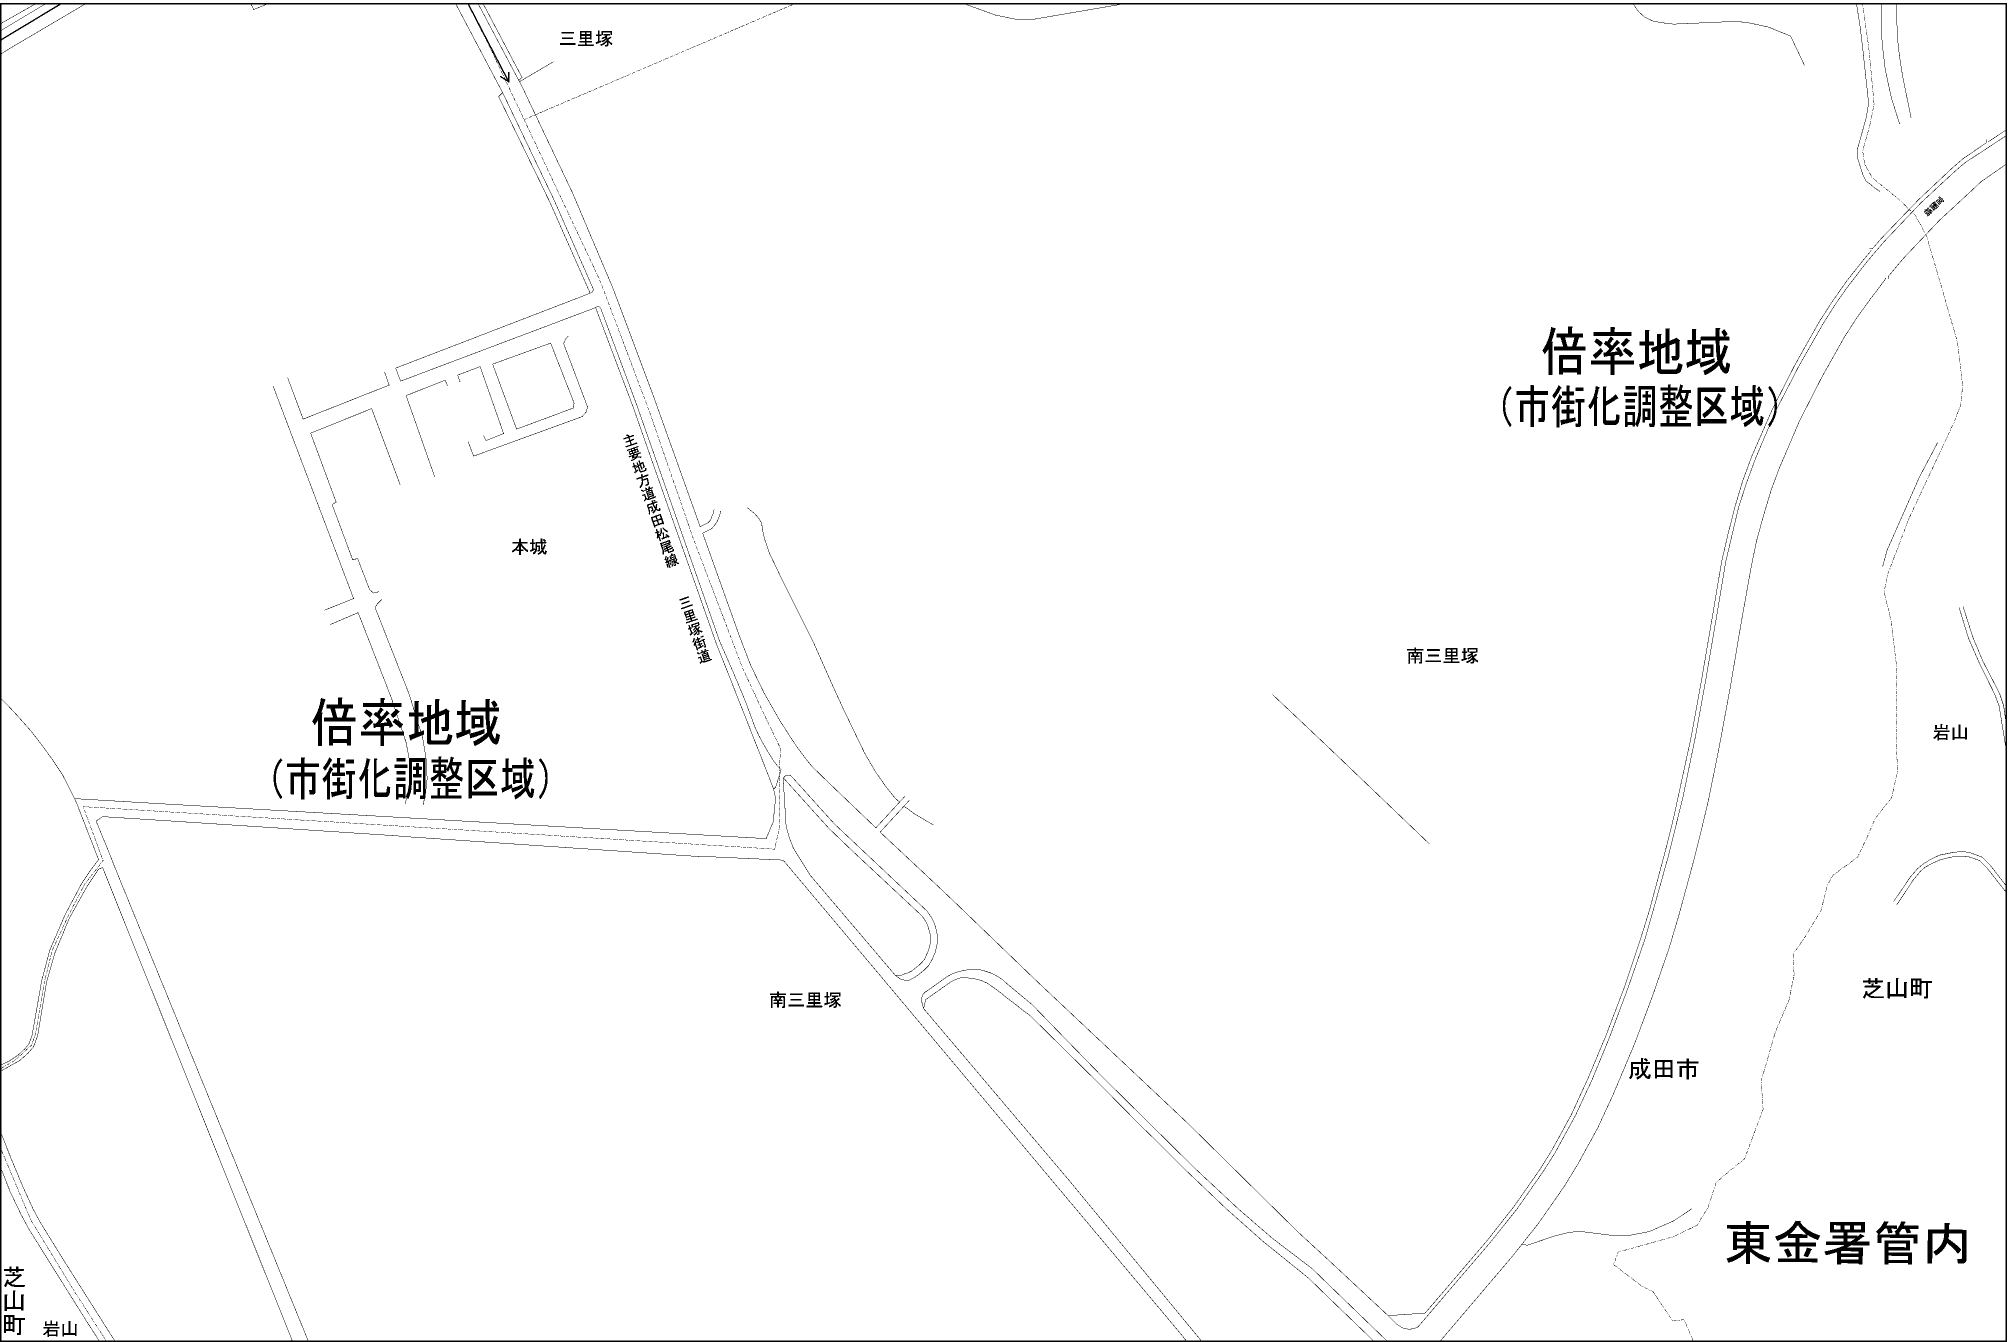 三里塚
倍率地域
（市街化調整区域）
主要地方道成田松尾線　三里塚街道
本城
南三里塚
倍率地域
（市街化調整区域）
岩山
南三里塚
芝山町
成田市
東金署管内
芝山町
岩山